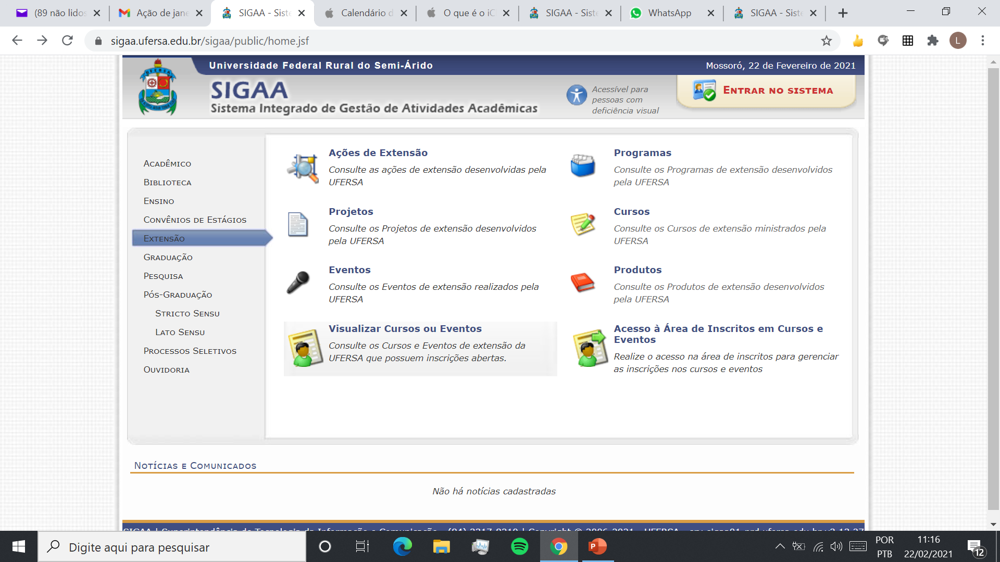 (89 não lidos
Ação de jane
SIGAA - Siste
Calendário d
O que é o iC
SIGAA - Siste
WhatsApp
SIGAA - Siste
sigaa.ufersa.edu.br/sigaa/public/home.jsf
L
Universidade Federal Rural do Semi-Árido
Mossoró, 22 de Fevereiro de 2021
SIGAA
Sistema Integrado de Gestão de Atividades Acadêmicas
Acessível para
pessoas com
deficiência visual
Entrar no sistema
Acadêmico
Biblioteca
Ensino
Convênios de Estágios
Extensão
Graduação
Pesquisa
Pós-Graduação
Stricto Sensu
Lato Sensu
Processos Seletivos
Ouvidoria
Ações de Extensão
Consulte as ações de extensão desenvolvidas pela
UFERSA
Programas
Consulte os Programas de extensão desenvolvidos
pela UFERSA
Projetos
Consulte os Projetos de extensão desenvolvidos
pela UFERSA
Cursos
Consulte os Cursos de extensão ministrados pela
UFERSA
Eventos
Consulte os Eventos de extensão realizados pela
UFERSA
Produtos
Consulte os Produtos de extensão desenvolvidos
pela UFERSA
Visualizar Cursos ou Eventos
Consulte os Cursos e Eventos de extensão da
UFERSA que possuem inscrições abertas.
Acesso à Área de Inscritos em Cursos e
Eventos
Realize o acesso na área de inscritos para gerenciar
as inscrições nos cursos e eventos
Notícias e Comunicados
Não há notícias cadastradas
SIGAA | Superintendência de Tecnologia da Informação e Comunicação
Digite aqui para pesquisar
POR
PTB
11:16
22/02/2021
12